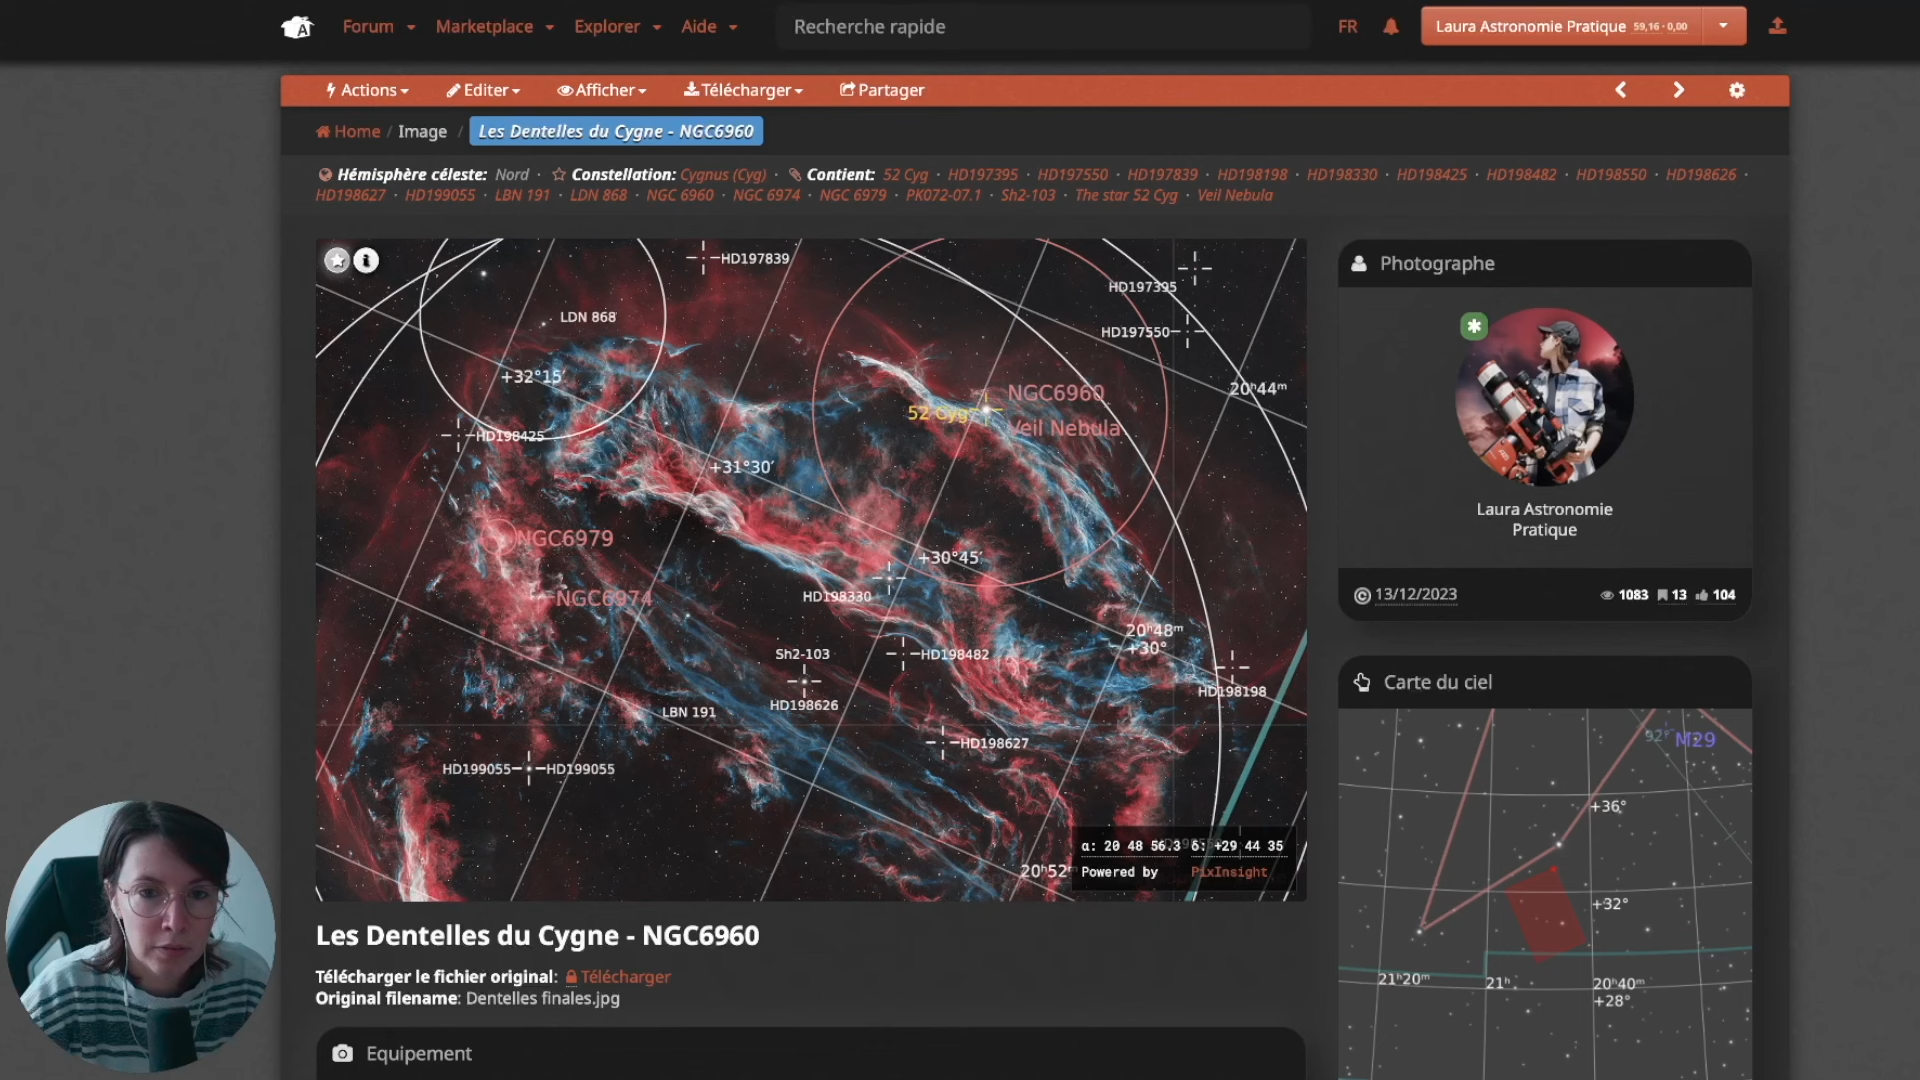 A Forum Marketplace Explorer Aide Recherche rapide FR Laura Astronomie Pratique 59,16 · 0,00
Actions Editer Afficher Télécharger Partager
Home / Image / Les Dentelles du Cygne - NGC6960
Hémisphère céleste: Nord · Constellation: Cygnus (Cyg) · Contient: 52 Cyg · HD197395 · HD197550 · HD197839 · HD198198 · HD198330 · HD198425 · HD198482 · HD198550 · HD198626 ·
HD198627 · HD199055 · LBN 191 · LDN 868 · NGC 6960 · NGC 6974 · NGC 6979 · PK072-07.1 · Sh2-103 · The star 52 Cyg · Veil Nebula
HD197839
HD197395
LDN 868
HD197550
+32°15′
20ʰ44ᵐ
NGC6960
52 Cyg
Veil Nebula
HD198425
+31°30′
NGC6979
+30°45′
NGC6974
HD198330
20ʰ48ᵐ
+30°
Sh2-103
HD198482
HD198198
HD198626
LBN 191
HD198627
HD199055
HD199055
20ʰ52ᵐ
α: 20 48 56.3 δ: +29 44 35
Powered by PixInsight
Les Dentelles du Cygne - NGC6960
Télécharger le fichier original: Télécharger
Original filename: Dentelles finales.jpg
Equipement
Photographe
Laura Astronomie
Pratique
© 13/12/2023 1083 13 104
Carte du ciel
92° M29
+36°
+32°
21ʰ20ᵐ
21ʰ
20ʰ40ᵐ
+28°